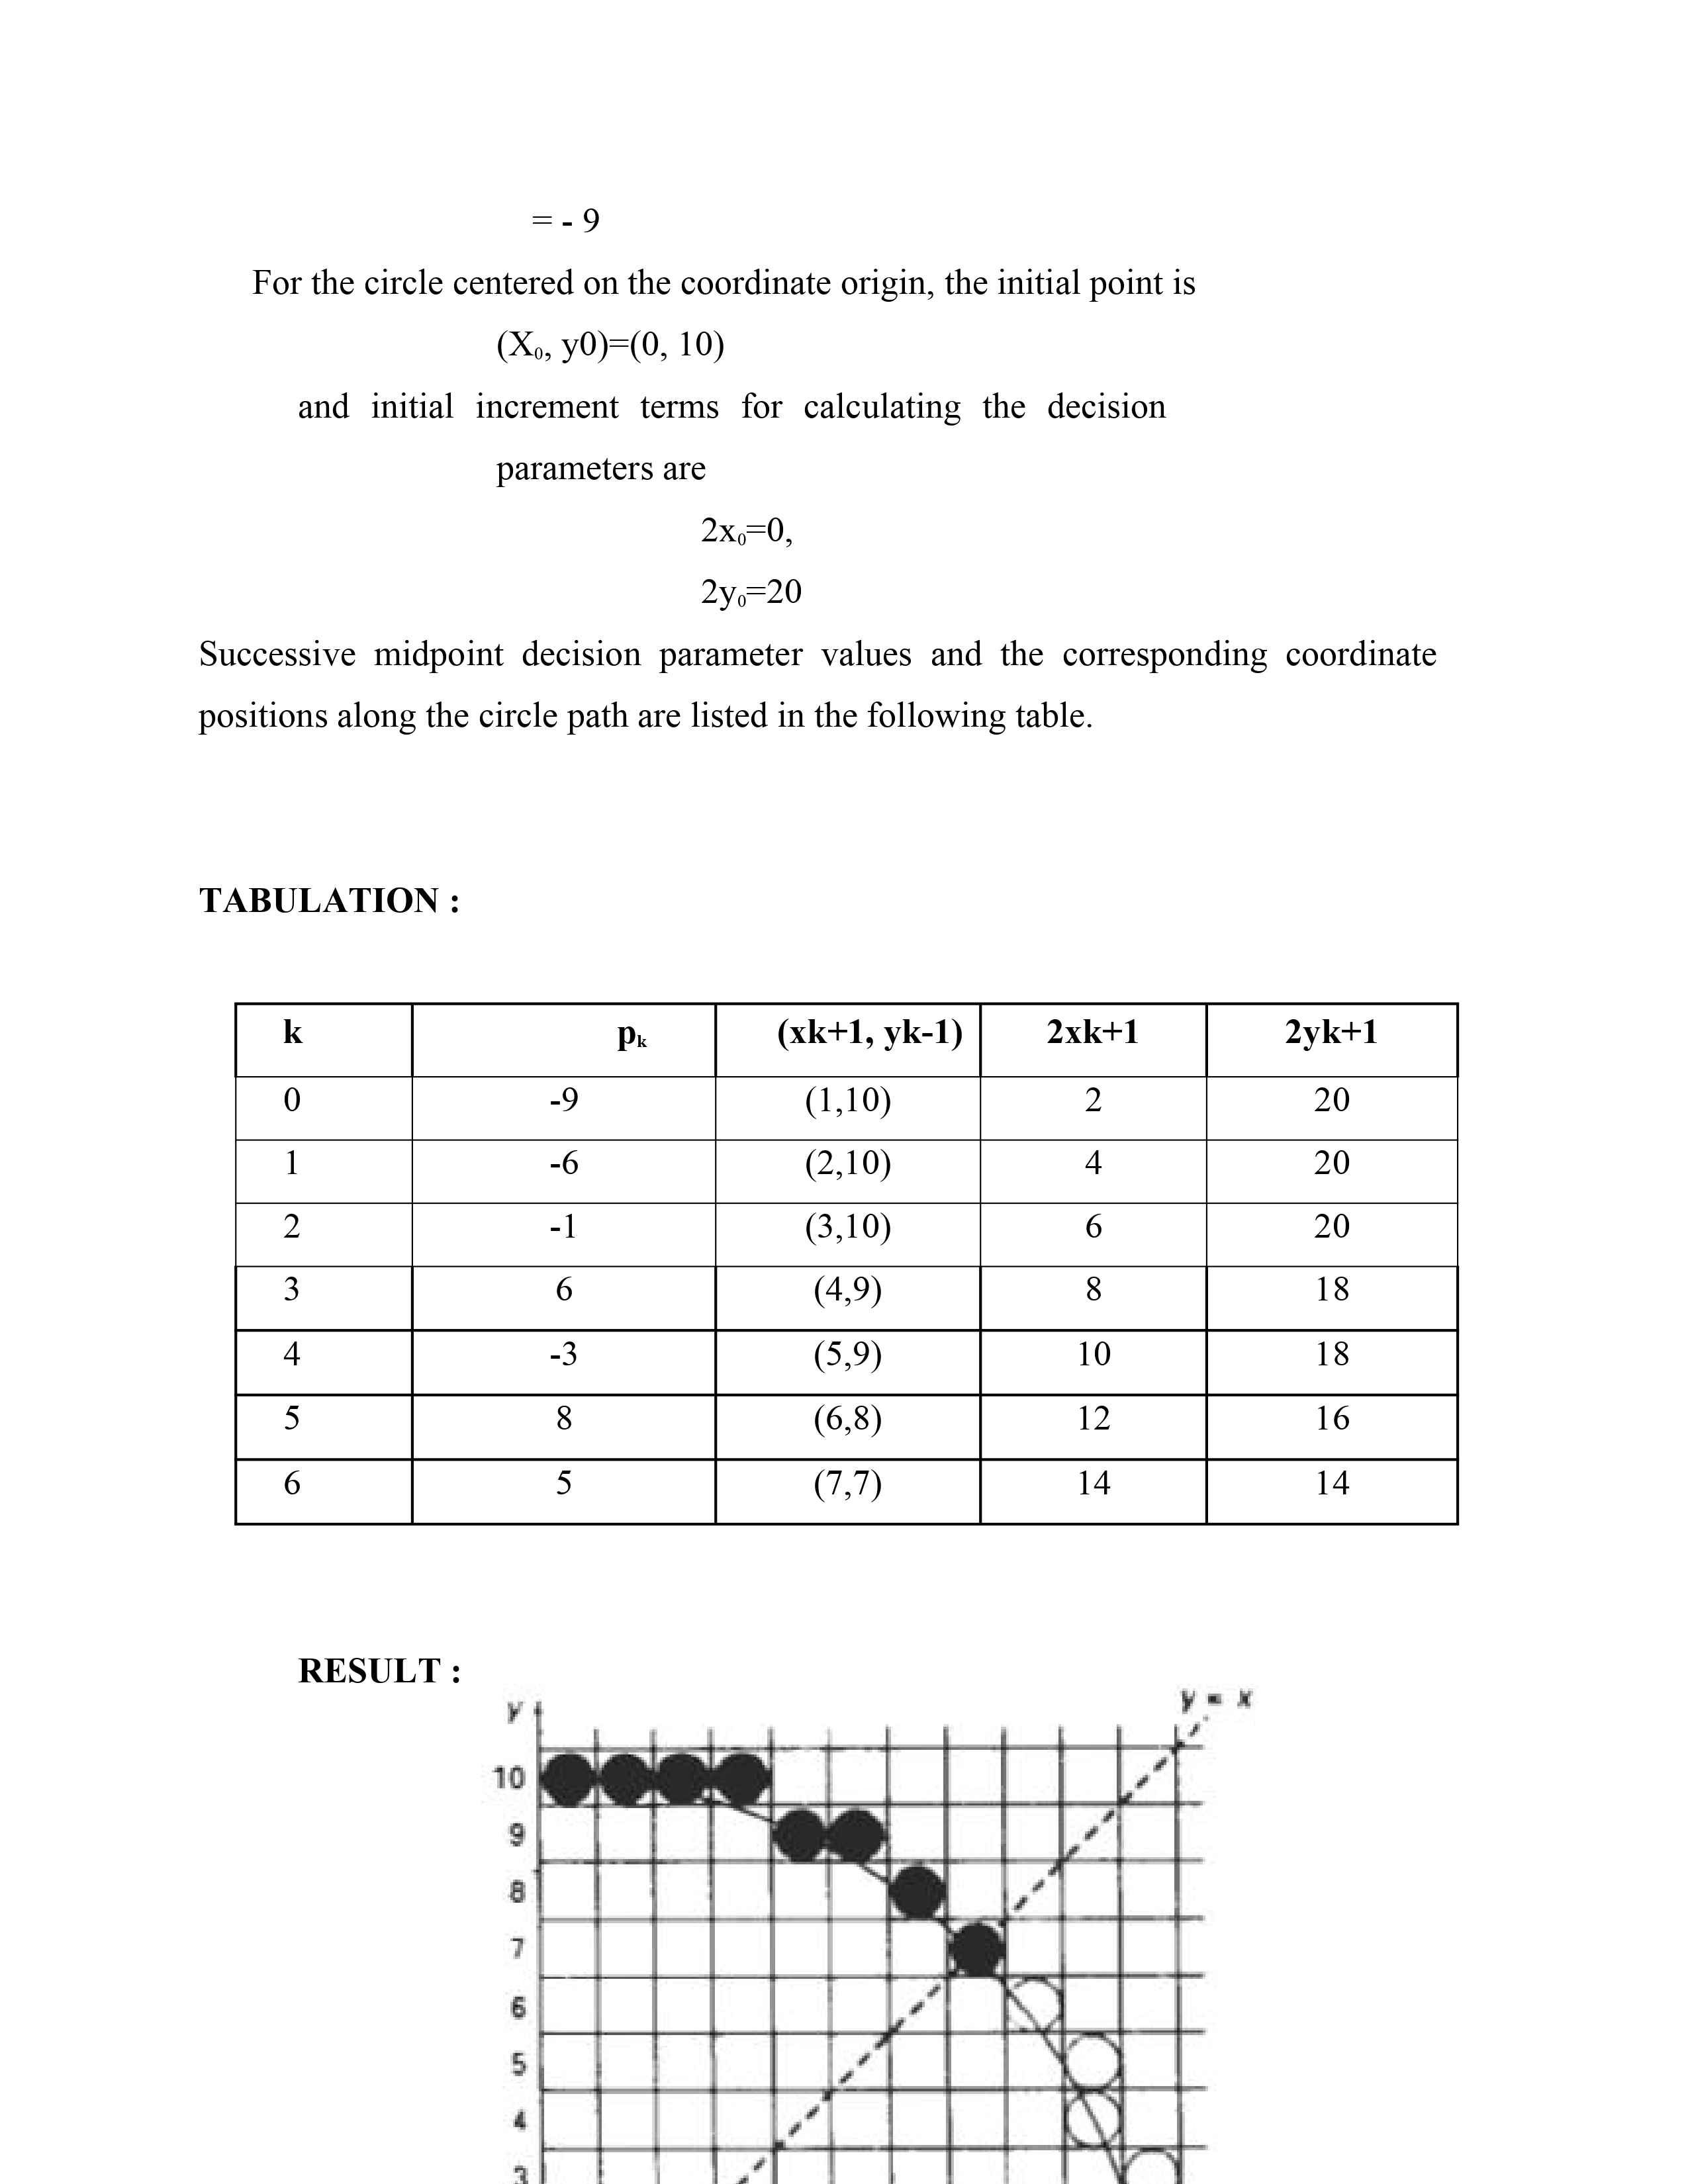 = - 9
For the circle centered on the coordinate origin, the initial point is
(X₀, y0)=(0, 10)
and initial increment terms for calculating the decision
parameters are
2x₀=0,
2y₀=20
Successive midpoint decision parameter values and the corresponding coordinate
positions along the circle path are listed in the following table.
TABULATION :
k pₖ (xk+1, yk-1) 2xk+1 2yk+1
0 -9 (1,10) 2 20
1 -6 (2,10) 4 20
2 -1 (3,10) 6 20
3 6 (4,9) 8 18
4 -3 (5,9) 10 18
5 8 (6,8) 12 16
6 5 (7,7) 14 14
RESULT :
y y = x
10
9
8
7
6
5
4
3